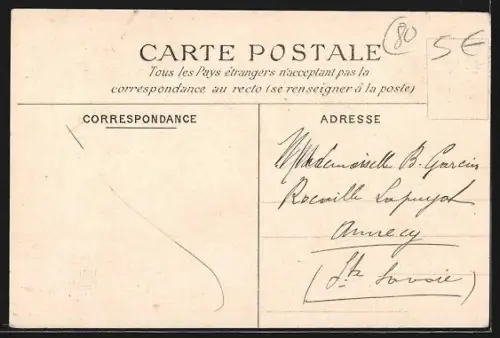 80
5€
CARTE POSTALE
Tous les Pays étrangers n'acceptant pas la
correspondance au recto (se renseigner à la poste)
CORRESPONDANCE
ADRESSE
Mademoiselle B. Garcin
Annecy
(Hte Savoie)